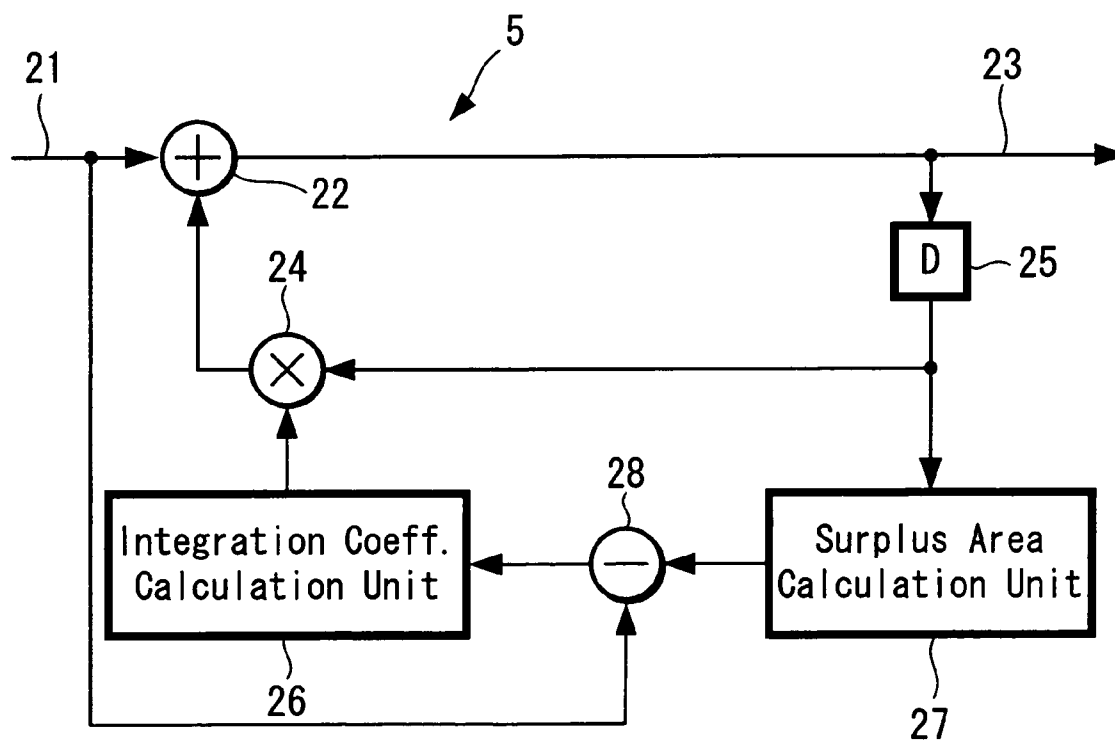 5
21
23
+
22
D
25
24
×
28
Integration Coeff.
Calculation Unit
−
Surplus Area
Calculation Unit
26
27